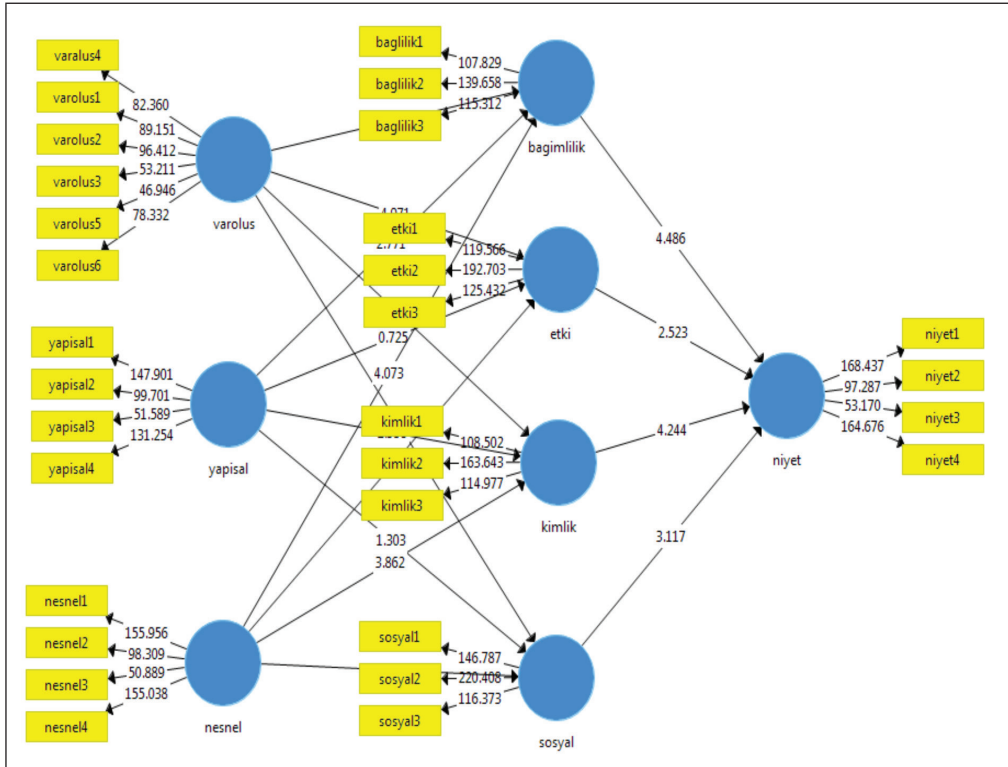 varalus4
varolus1
varolus2
varolus3
varolus5
varolus6
82.360
89.151
96.412
53.211
46.946
78.332
varolus
yapisal1
yapisal2
yapisal3
yapisal4
147.901
99.701
51.589
131.254
yapisal
nesnel1
nesnel2
nesnel3
nesnel4
155.956
98.309
50.889
155.038
nesnel
baglilik1
baglilik2
baglilik3
107.829
139.658
115.312
bagimlilik
2.771
etki1
etki2
etki3
119.566
192.703
125.432
etki
0.725
4.073
kimlik1
kimlik2
kimlik3
108.502
163.643
114.977
kimlik
1.303
3.862
sosyal1
sosyal2
sosyal3
146.787
220.408
116.373
sosyal
4.486
2.523
4.244
3.117
niyet
168.437
97.287
53.170
164.676
niyet1
niyet2
niyet3
niyet4